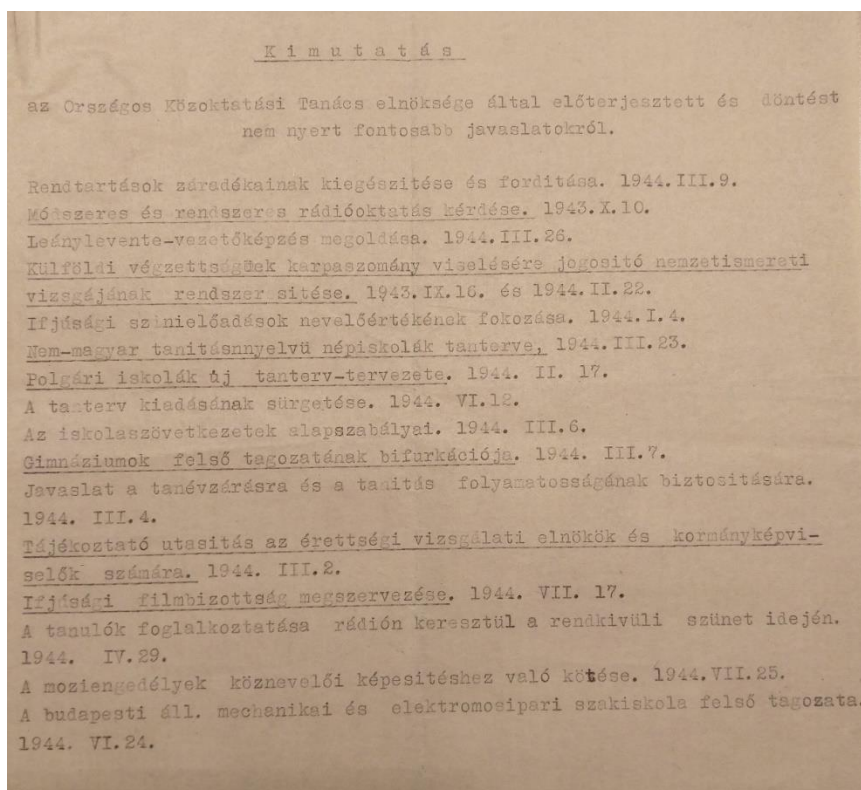 K i m u t a t á s
az Országos Közoktatási Tanács elnöksége által előterjesztett és döntést
nem nyert fontosabb javaslatokról.
Rendtartások záradékainak kiegészitése és forditása. 1944.III.9.
Módszeres és rendszeres rádióoktatás kérdése. 1943.X.10.
Leánylevente-vezetőképzés megoldása. 1944.III.26.
Külföldi végzettségűek karpaszomány viselésére jogositó nemzetismereti
vizsgájának rendszer sitése. 1943.IX.16. és 1944.II.22.
Ifjúsági szinielőadások nevelőértékének fokozása. 1944.I.4.
Nem-magyar tanitásnnyelvü népiskolák tanterve, 1944.III.23.
Polgári iskolák új tanterv-tervezete. 1944. II. 17.
A tanterv kiadásának sürgetése. 1944. VI.12.
Az iskolaszövetkezetek alapszabályai. 1944. III.6.
Gimnáziumok felső tagozatának bifurkációja. 1944. III.7.
Javaslat a tanévzárásra és a tanitás folyamatosságának biztositására.
1944. III.4.
Tájékoztató utasitás az érettségi vizsgálati elnökök és kormányképvi-
selők számára. 1944. III.2.
Ifjúsági filmbizottság megszervezése. 1944. VII. 17.
A tanulók foglalkoztatása rádión keresztül a rendkivüli szünet idején.
1944. IV.29.
A moziengedélyek köznevelői képesitéshez való kötése. 1944.VII.25.
A budapesti áll. mechanikai és elektromosipari szakiskola felső tagozata.
1944. VI.24.